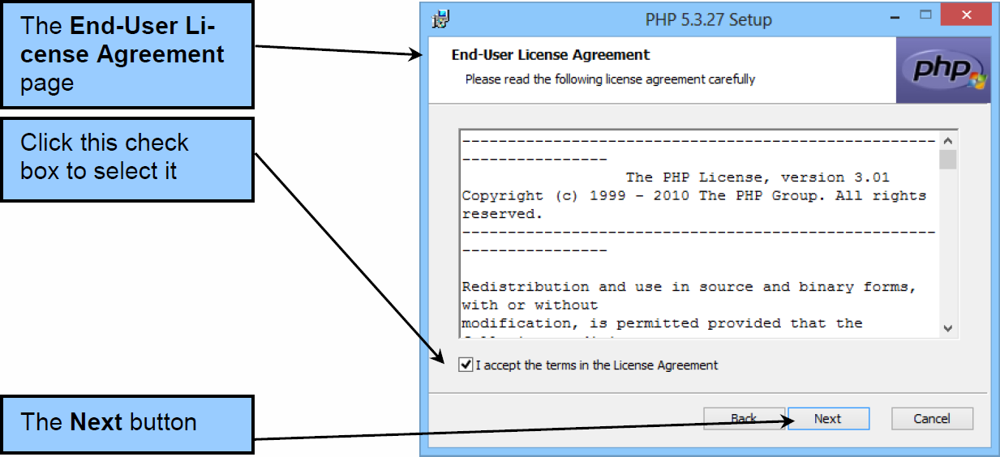 The End-User Li-
cense Agreement
page
Click this check
box to select it
The Next button
PHP 5.3.27 Setup
End-User License Agreement
Please read the following license agreement carefully
php
----------------------------------------------------
----------------
The PHP License, version 3.01
Copyright (c) 1999 - 2010 The PHP Group. All rights
reserved.
----------------------------------------------------
----------------
Redistribution and use in source and binary forms,
with or without
modification, is permitted provided that the
I accept the terms in the License Agreement
Back
Next
Cancel